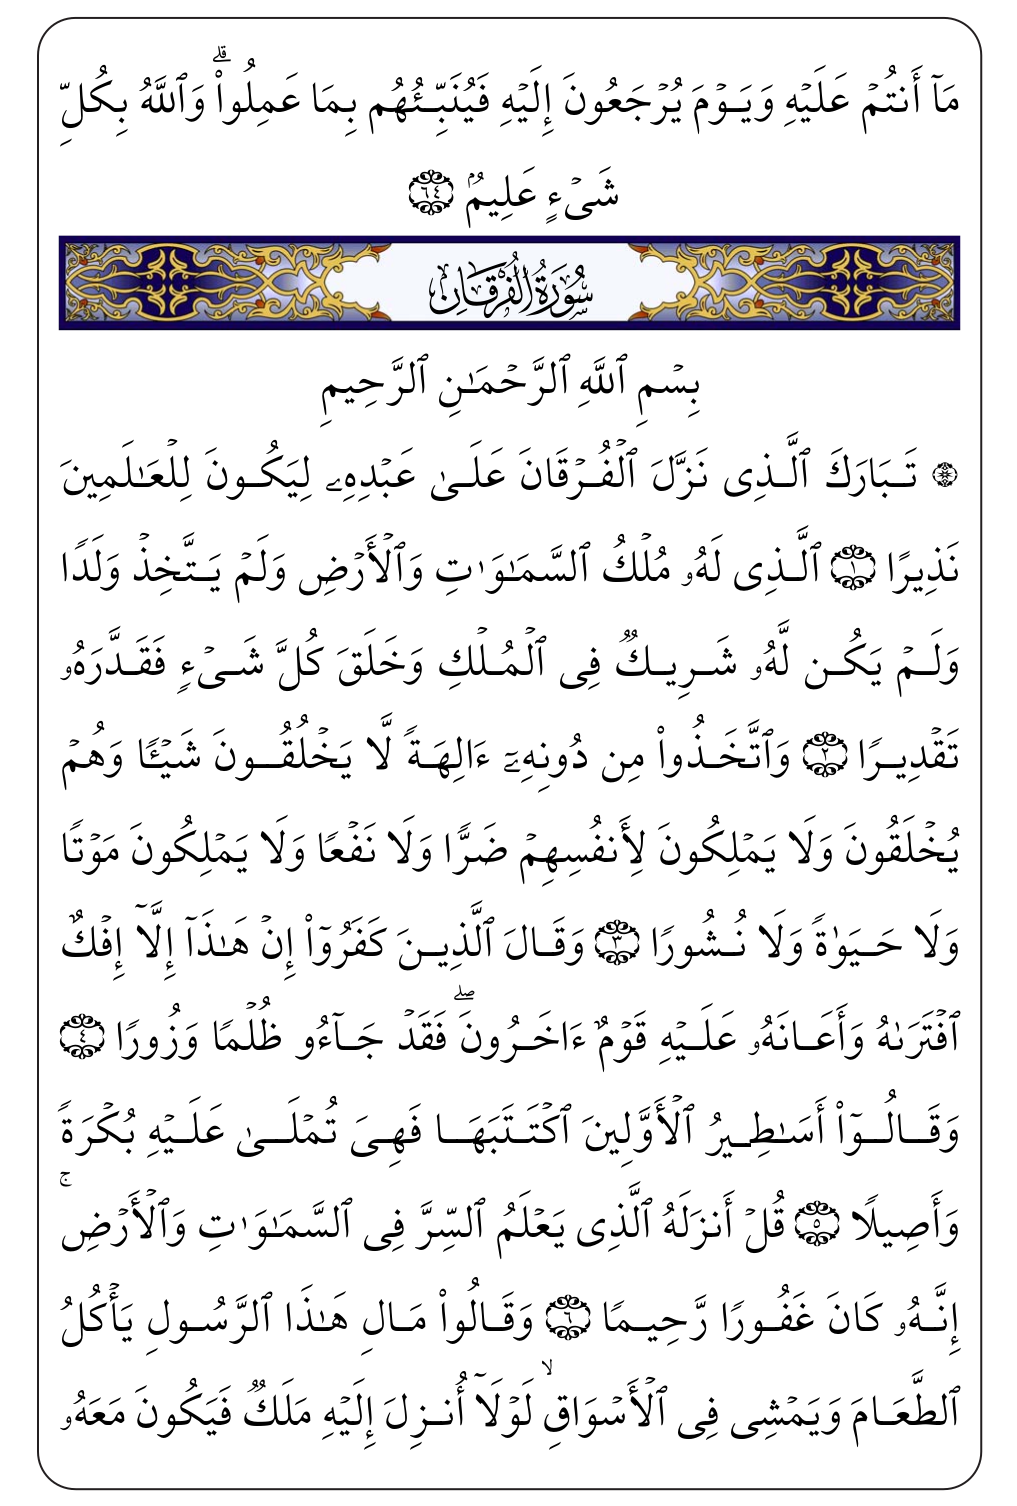 مَآ أَنتُمۡ عَلَيۡهِ وَيَوۡمَ يُرۡجَعُونَ إِلَيۡهِ فَيُنَبِّئُهُم بِمَا عَمِلُواْۗ وَٱللَّهُ بِكُلِّ
شَيۡءٍ عَلِيمُۢ ٦٤
سُورَةُ الفُرۡقَانِ
بِسۡمِ ٱللَّهِ ٱلرَّحۡمَٰنِ ٱلرَّحِيمِ
۞ تَبَارَكَ ٱلَّذِي نَزَّلَ ٱلۡفُرۡقَانَ عَلَىٰ عَبۡدِهِۦ لِيَكُونَ لِلۡعَٰلَمِينَ
نَذِيرًا ١ ٱلَّذِي لَهُۥ مُلۡكُ ٱلسَّمَٰوَٰتِ وَٱلۡأَرۡضِ وَلَمۡ يَتَّخِذۡ وَلَدٗا
وَلَمۡ يَكُن لَّهُۥ شَرِيكٞ فِي ٱلۡمُلۡكِ وَخَلَقَ كُلَّ شَيۡءٖ فَقَدَّرَهُۥ
تَقۡدِيرٗا ٢ وَٱتَّخَذُواْ مِن دُونِهِۦٓ ءَالِهَةٗ لَّا يَخۡلُقُونَ شَيۡـٔٗا وَهُمۡ
يُخۡلَقُونَ وَلَا يَمۡلِكُونَ لِأَنفُسِهِمۡ ضَرّٗا وَلَا نَفۡعٗا وَلَا يَمۡلِكُونَ مَوۡتٗا
وَلَا حَيَوٰةٗ وَلَا نُشُورٗا ٣ وَقَالَ ٱلَّذِينَ كَفَرُوٓاْ إِنۡ هَٰذَآ إِلَّآ إِفۡكٌ
ٱفۡتَرَىٰهُ وَأَعَانَهُۥ عَلَيۡهِ قَوۡمٌ ءَاخَرُونَۖ فَقَدۡ جَآءُو ظُلۡمٗا وَزُورٗا ٤
وَقَالُوٓاْ أَسَٰطِيرُ ٱلۡأَوَّلِينَ ٱكۡتَتَبَهَا فَهِيَ تُمۡلَىٰ عَلَيۡهِ بُكۡرَةٗ
وَأَصِيلٗا ٥ قُلۡ أَنزَلَهُ ٱلَّذِي يَعۡلَمُ ٱلسِّرَّ فِي ٱلسَّمَٰوَٰتِ وَٱلۡأَرۡضِۚ
إِنَّهُۥ كَانَ غَفُورٗا رَّحِيمٗا ٦ وَقَالُواْ مَالِ هَٰذَا ٱلرَّسُولِ يَأۡكُلُ
ٱلطَّعَامَ وَيَمۡشِي فِي ٱلۡأَسۡوَاقِۙ لَوۡلَآ أُنزِلَ إِلَيۡهِ مَلَكٞ فَيَكُونَ مَعَهُۥ